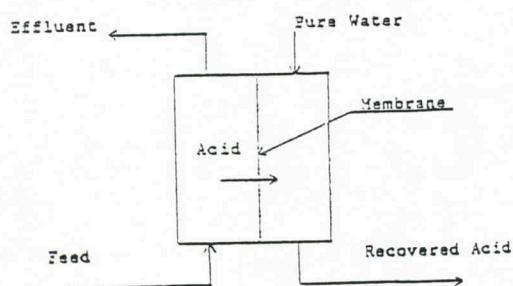 Effluent
Pure Water
Membrane
Acid
Feed
Recovered Acid